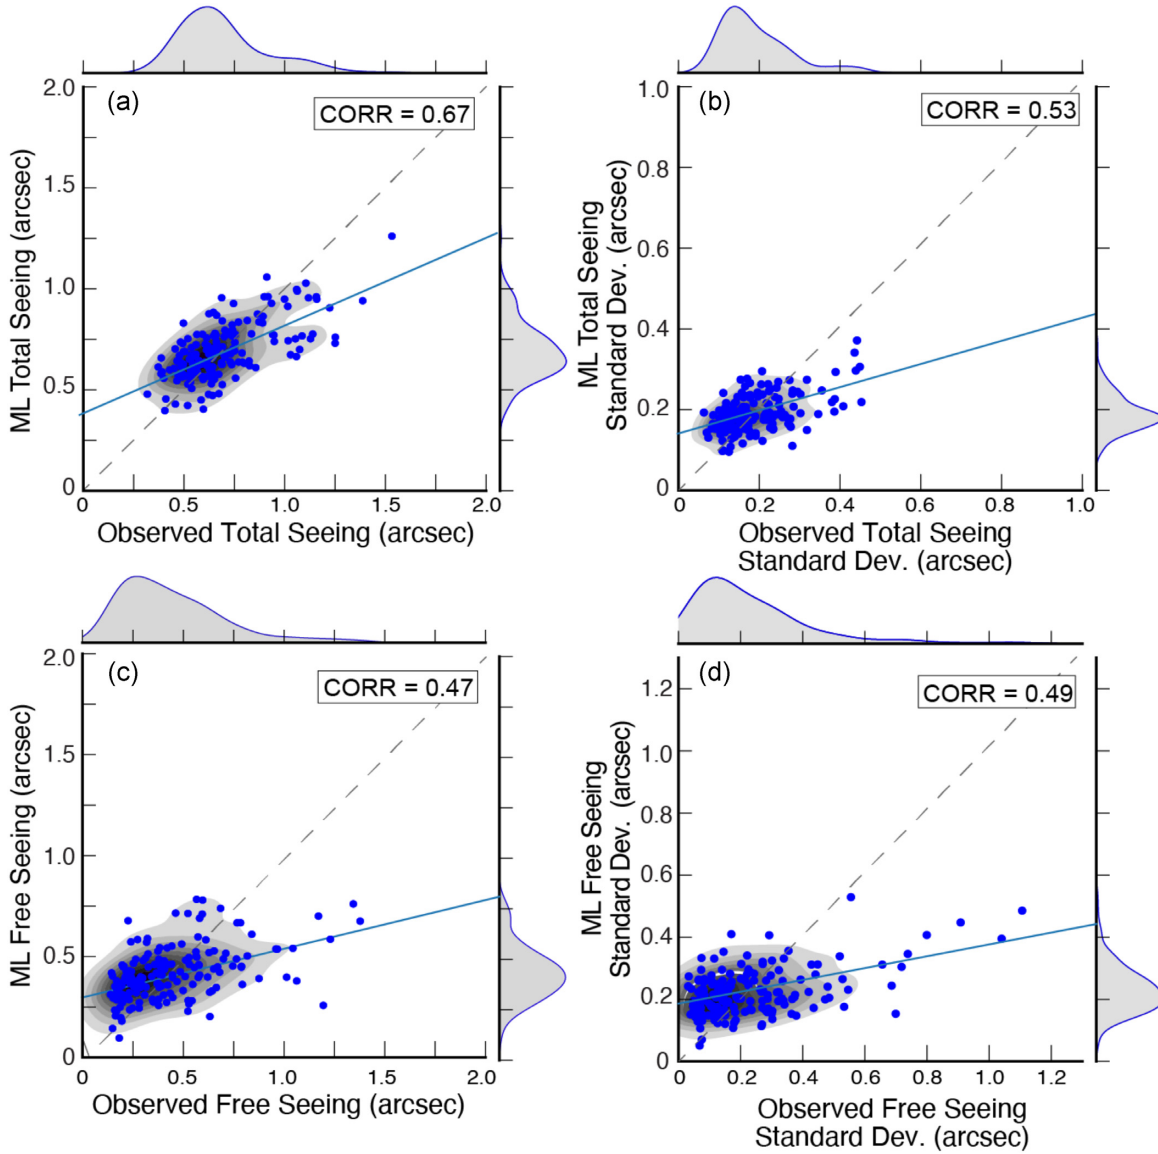 (a)
CORR = 0.67
2.0
1.5
1.0
0.5
0
ML Total Seeing (arcsec)
0.5
1.0
1.5
2.0
Observed Total Seeing (arcsec)
(b)
CORR = 0.53
1.0
0.8
0.6
0.4
0.2
0
ML Total Seeing
Standard Dev. (arcsec)
0
0.2
0.4
0.6
0.8
1.0
Observed Total Seeing
Standard Dev. (arcsec)
(c)
CORR = 0.47
2.0
1.5
1.0
0.5
0
ML Free Seeing (arcsec)
0
0.5
1.0
1.5
2.0
Observed Free Seeing (arcsec)
(d)
CORR = 0.49
1.2
1.0
0.8
0.6
0.4
0.2
0
ML Free Seeing
Standard Dev. (arcsec)
0
0.2
0.4
0.6
0.8
1.0
1.2
Observed Free Seeing
Standard Dev. (arcsec)